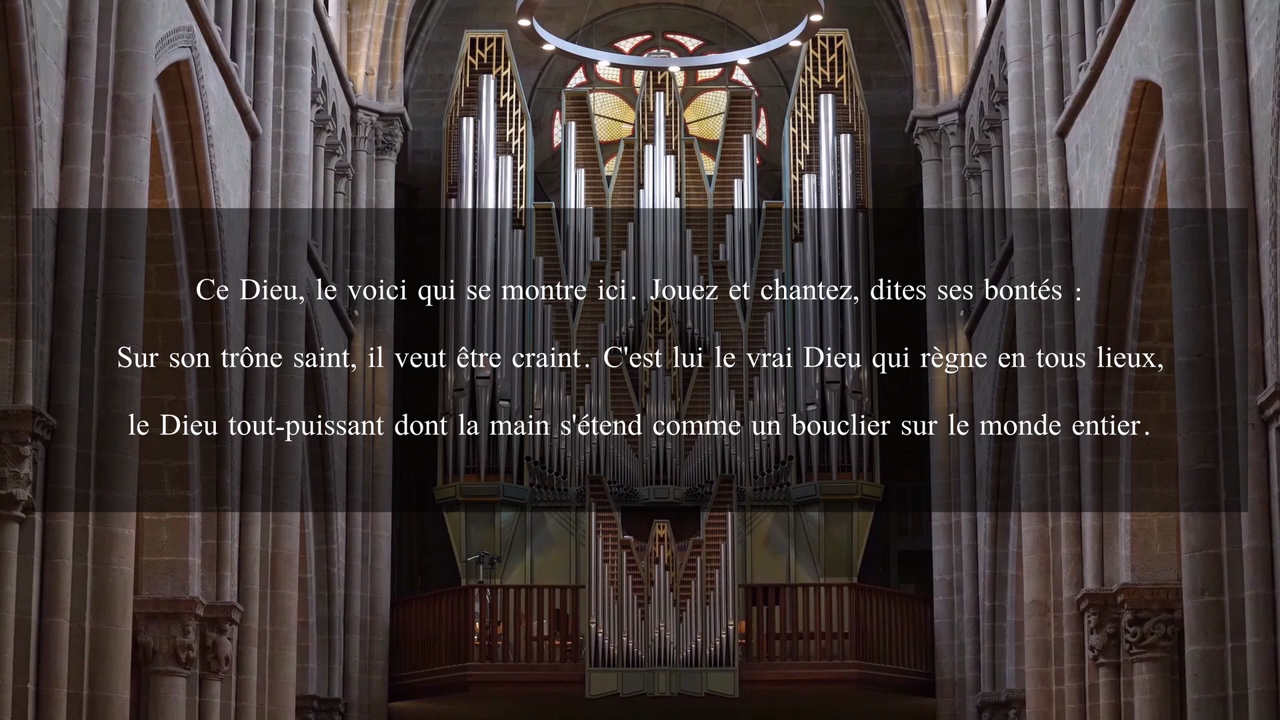 Ce Dieu, le voici qui se montre ici. Jouez et chantez, dites ses bontés :
Sur son trône saint, il veut être craint. C'est lui le vrai Dieu qui règne en tous lieux,
le Dieu tout-puissant dont la main s'étend comme un bouclier sur le monde entier.